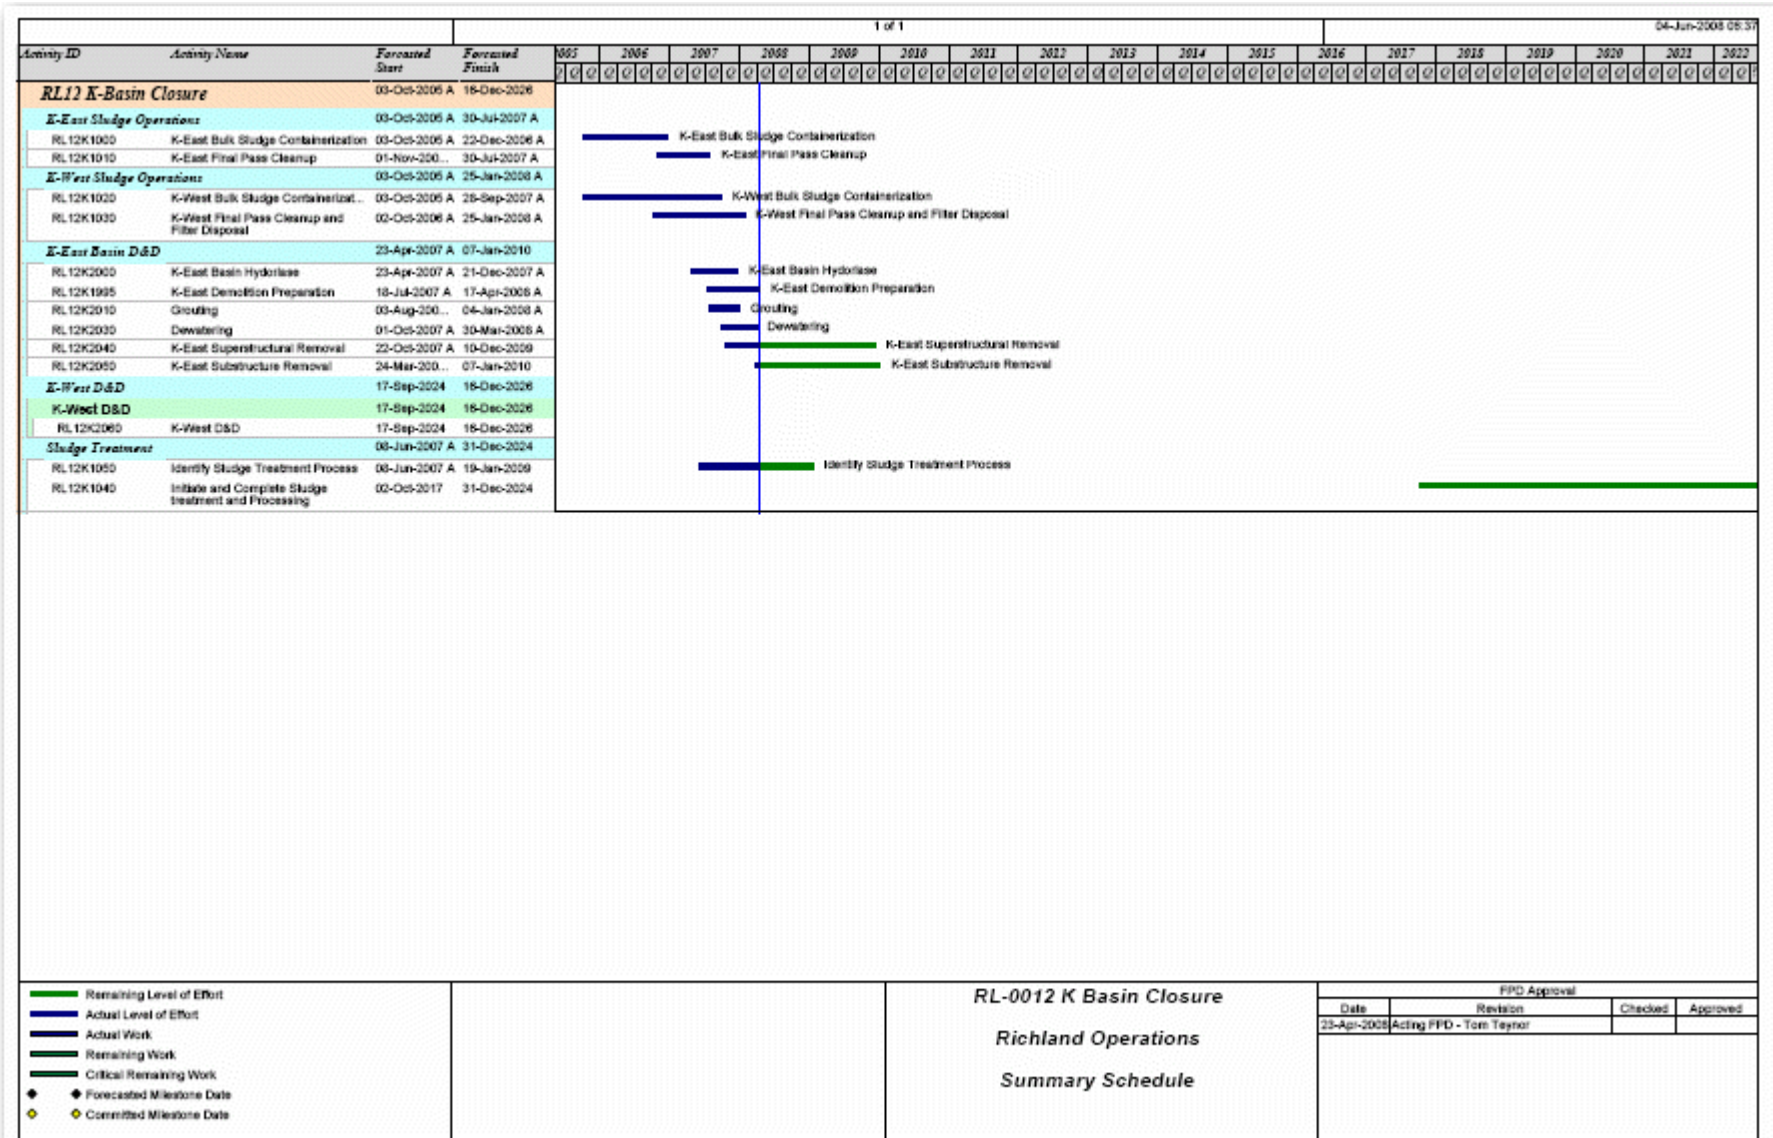 1 of 1
04-Jun-2008 08:37
Activity ID Activity Name Forecasted Start Forecasted Finish 2006 2007 2008 2009 2010 2011 2012 2013 2014 2015 2016 2017 2018 2019 2020 2021 2022
RL12 K-Basin Closure 03-Oct-2005 A 16-Dec-2026
K-East Sludge Operations 03-Oct-2005 A 30-Jul-2007 A
RL12K1000 K-East Bulk Sludge Containerization 03-Oct-2005 A 22-Dec-2006 A K-East Bulk Sludge Containerization
RL12K1010 K-East Final Pass Cleanup 01-Nov-200... 30-Jul-2007 A K-East Final Pass Cleanup
K-West Sludge Operations 03-Oct-2005 A 25-Jan-2008 A
RL12K1020 K-West Bulk Sludge Containerizat... 03-Oct-2005 A 28-Sep-2007 A K-West Bulk Sludge Containerization
RL12K1030 K-West Final Pass Cleanup and Filter Disposal 02-Oct-2006 A 25-Jan-2008 A K-West Final Pass Cleanup and Filter Disposal
K-East Basin D&D 23-Apr-2007 A 07-Jan-2010
RL12K2000 K-East Basin Hydorlase 23-Apr-2007 A 21-Dec-2007 A K-East Basin Hydorlase
RL12K1995 K-East Demolition Preparation 18-Jul-2007 A 17-Apr-2008 A K-East Demolition Preparation
RL12K2010 Grouting 03-Aug-200... 04-Jan-2008 A Grouting
RL12K2030 Dewatering 01-Oct-2007 A 30-Mar-2008 A Dewatering
RL12K2040 K-East Superstructural Removal 22-Oct-2007 A 10-Dec-2009 K-East Superstructural Removal
RL12K2050 K-East Substructure Removal 24-Mar-200... 07-Jan-2010 K-East Substructure Removal
K-West D&D 17-Sep-2024 16-Dec-2026
K-West D&D 17-Sep-2024 16-Dec-2026
RL12K2060 K-West D&D 17-Sep-2024 16-Dec-2026
Sludge Treatment 08-Jun-2007 A 31-Dec-2024
RL12K1050 Identify Sludge Treatment Process 08-Jun-2007 A 19-Jan-2009 Identify Sludge Treatment Process
RL12K1040 Initiate and Complete Sludge treatment and Processing 02-Oct-2017 31-Dec-2024
Remaining Level of Effort
Actual Level of Effort
Actual Work
Remaining Work
Critical Remaining Work
Forecasted Milestone Date
Committed Milestone Date
RL-0012 K Basin Closure
Richland Operations
Summary Schedule
FPD Approval
Date Revision Checked Approved
23-Apr-2008 Acting FPD - Tom Teynor